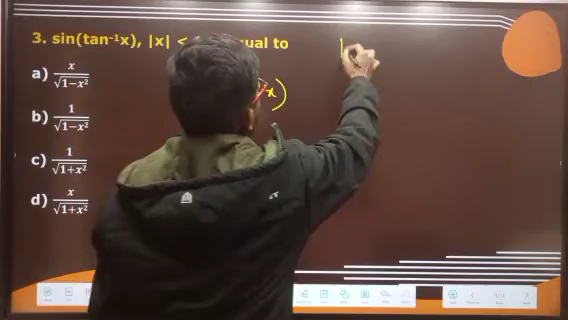 3. sin(tan⁻¹x), |x| < ual to
a) x/√1−x²
x)
b) 1/√1−x²
c) 1/√1+x²
d) x/√1+x²